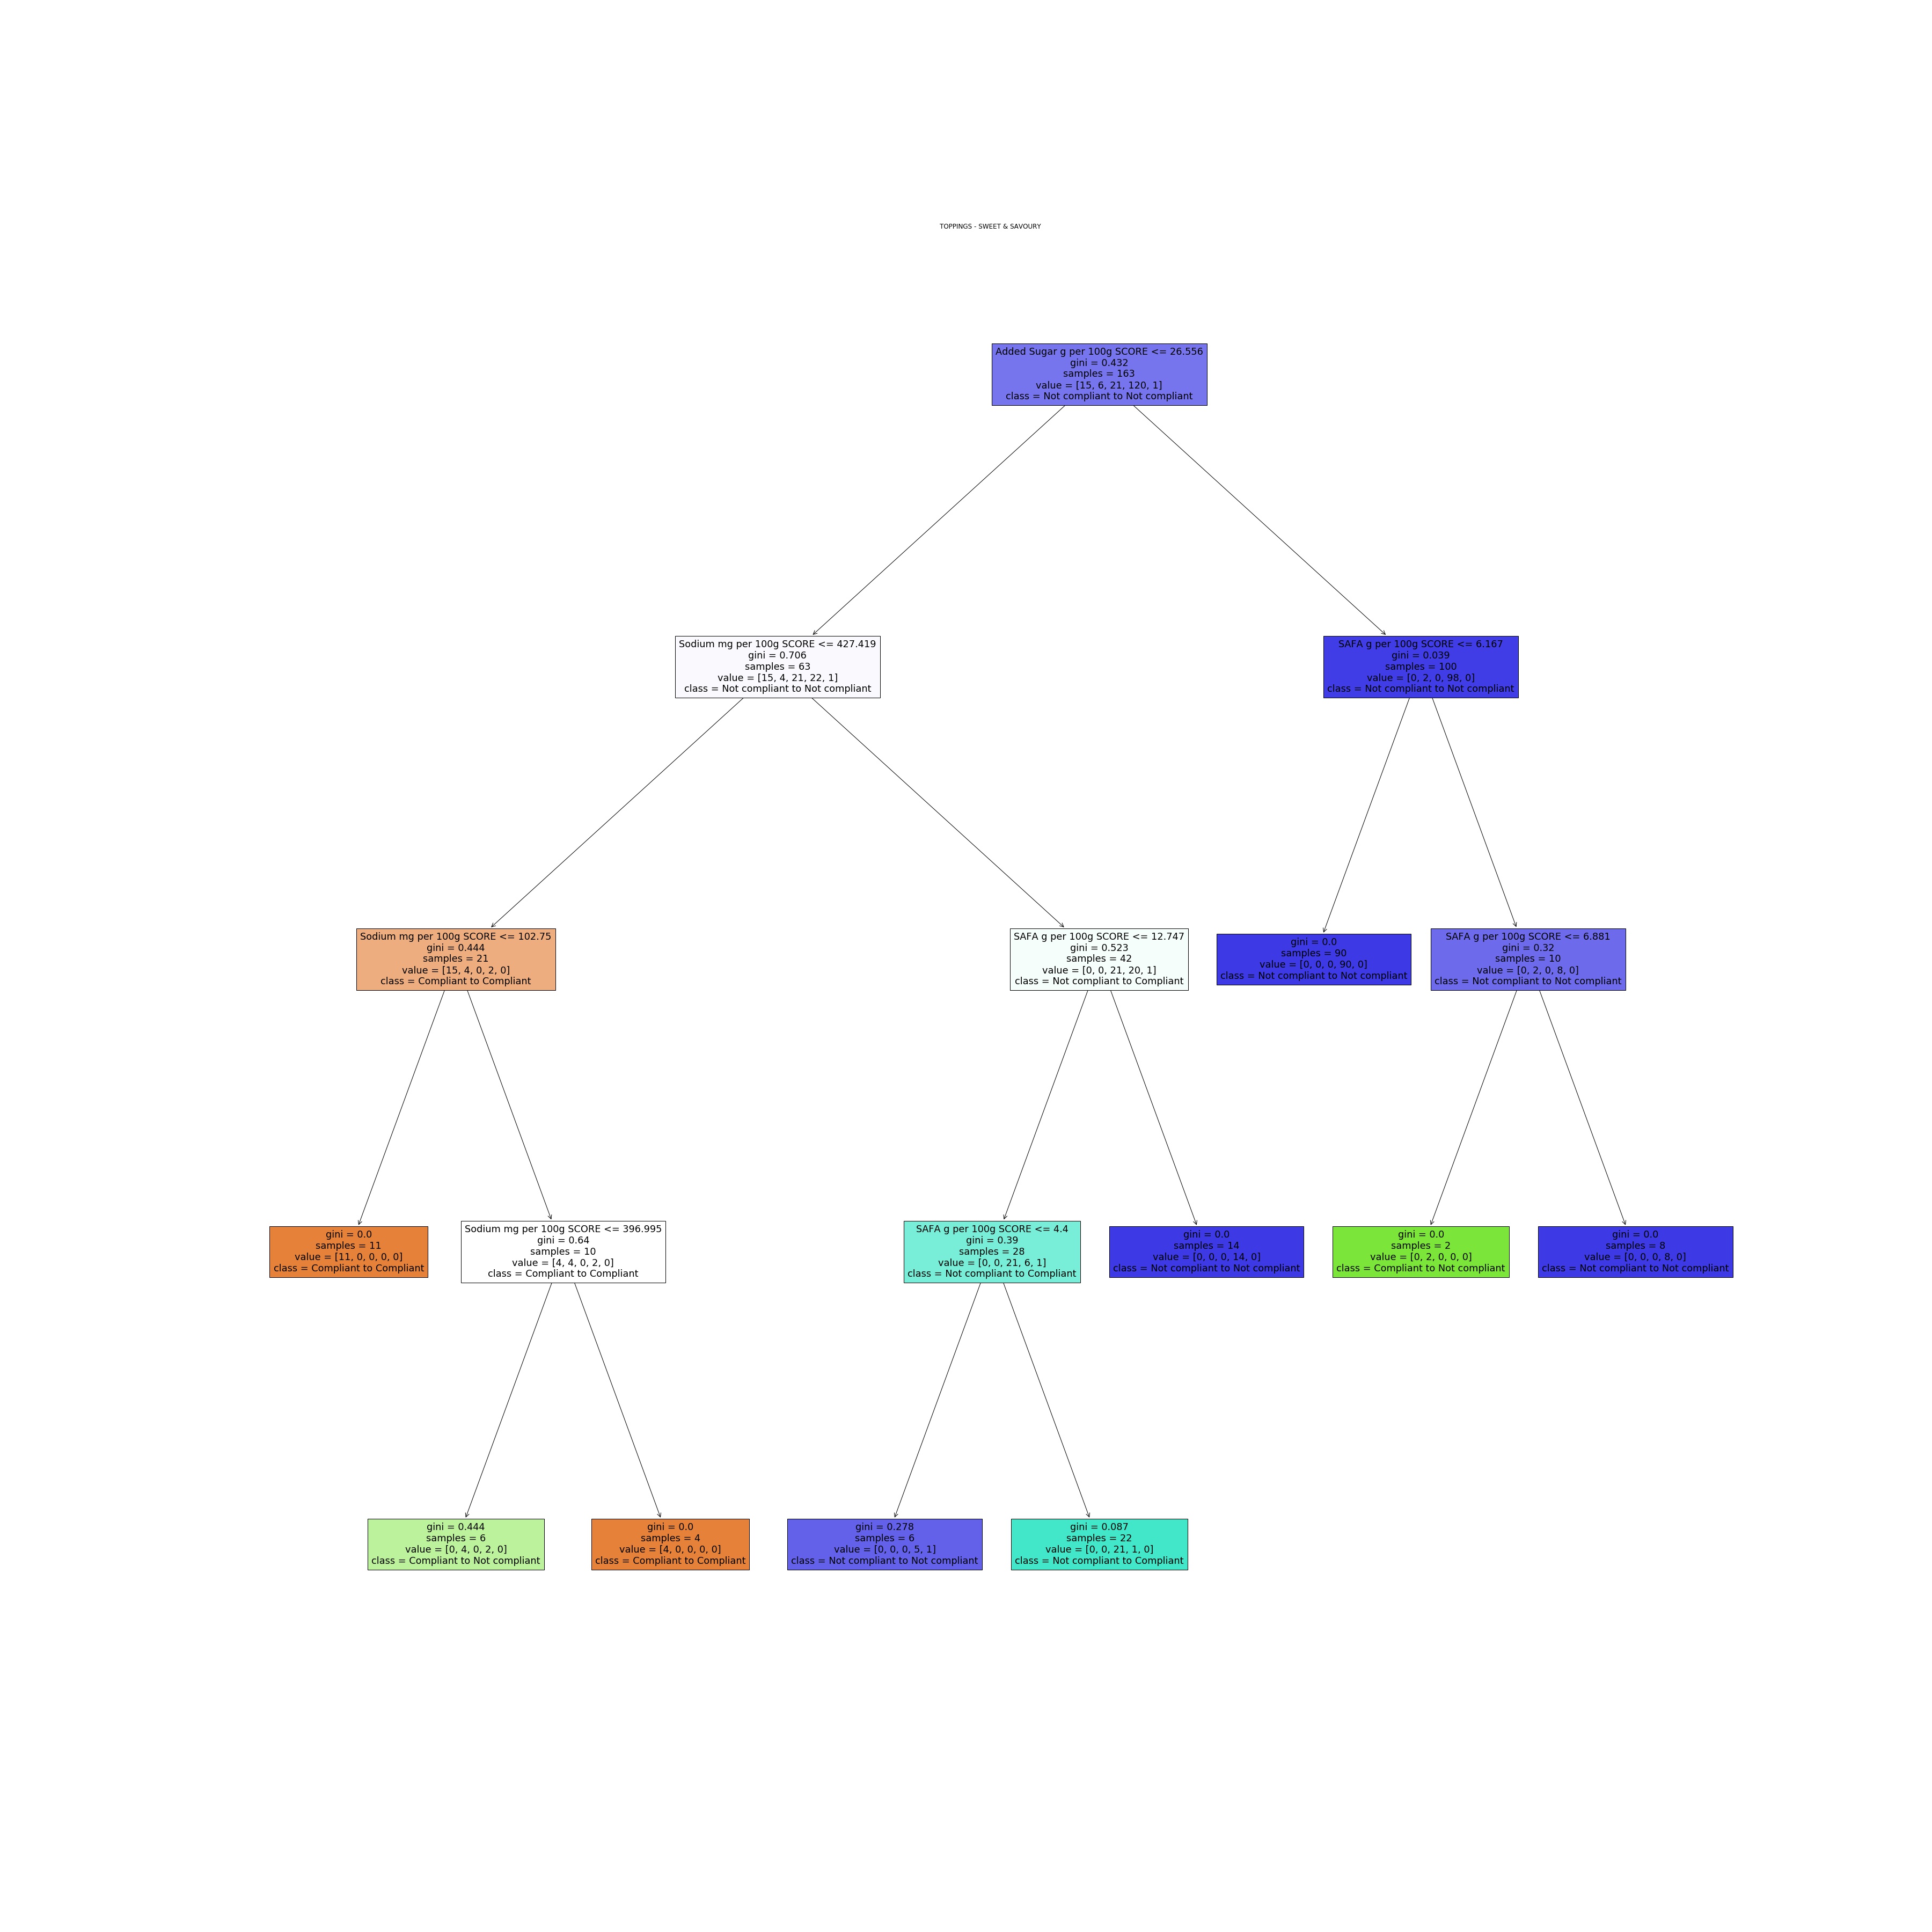 TOPPINGS - SWEET & SAVOURY
Added Sugar g per 100g SCORE <= 26.556
gini = 0.432
samples = 163
value = [15, 6, 21, 120, 1]
class = Not compliant to Not compliant
Sodium mg per 100g SCORE <= 427.419
gini = 0.706
samples = 63
value = [15, 4, 21, 22, 1]
class = Not compliant to Not compliant
SAFA g per 100g SCORE <= 6.167
gini = 0.039
samples = 100
value = [0, 2, 0, 98, 0]
class = Not compliant to Not compliant
Sodium mg per 100g SCORE <= 102.75
gini = 0.444
samples = 21
value = [15, 4, 0, 2, 0]
class = Compliant to Compliant
SAFA g per 100g SCORE <= 12.747
gini = 0.523
samples = 42
value = [0, 0, 21, 20, 1]
class = Not compliant to Compliant
gini = 0.0
samples = 90
value = [0, 0, 0, 90, 0]
class = Not compliant to Not compliant
SAFA g per 100g SCORE <= 6.881
gini = 0.32
samples = 10
value = [0, 2, 0, 8, 0]
class = Not compliant to Not compliant
gini = 0.0
samples = 11
value = [11, 0, 0, 0, 0]
class = Compliant to Compliant
Sodium mg per 100g SCORE <= 396.995
gini = 0.64
samples = 10
value = [4, 4, 0, 2, 0]
class = Compliant to Compliant
SAFA g per 100g SCORE <= 4.4
gini = 0.39
samples = 28
value = [0, 0, 21, 6, 1]
class = Not compliant to Compliant
gini = 0.0
samples = 14
value = [0, 0, 0, 14, 0]
class = Not compliant to Not compliant
gini = 0.0
samples = 2
value = [0, 2, 0, 0, 0]
class = Compliant to Not compliant
gini = 0.0
samples = 8
value = [0, 0, 0, 8, 0]
class = Not compliant to Not compliant
gini = 0.444
samples = 6
value = [0, 4, 0, 2, 0]
class = Compliant to Not compliant
gini = 0.0
samples = 4
value = [4, 0, 0, 0, 0]
class = Compliant to Compliant
gini = 0.278
samples = 6
value = [0, 0, 0, 5, 1]
class = Not compliant to Not compliant
gini = 0.087
samples = 22
value = [0, 0, 21, 1, 0]
class = Not compliant to Compliant